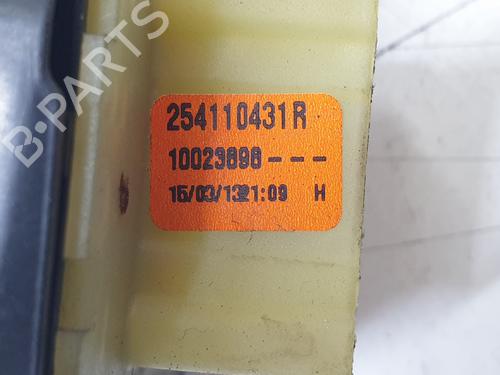 254110431R
10023898---
15/03/13 21:09 H
B-PARTS